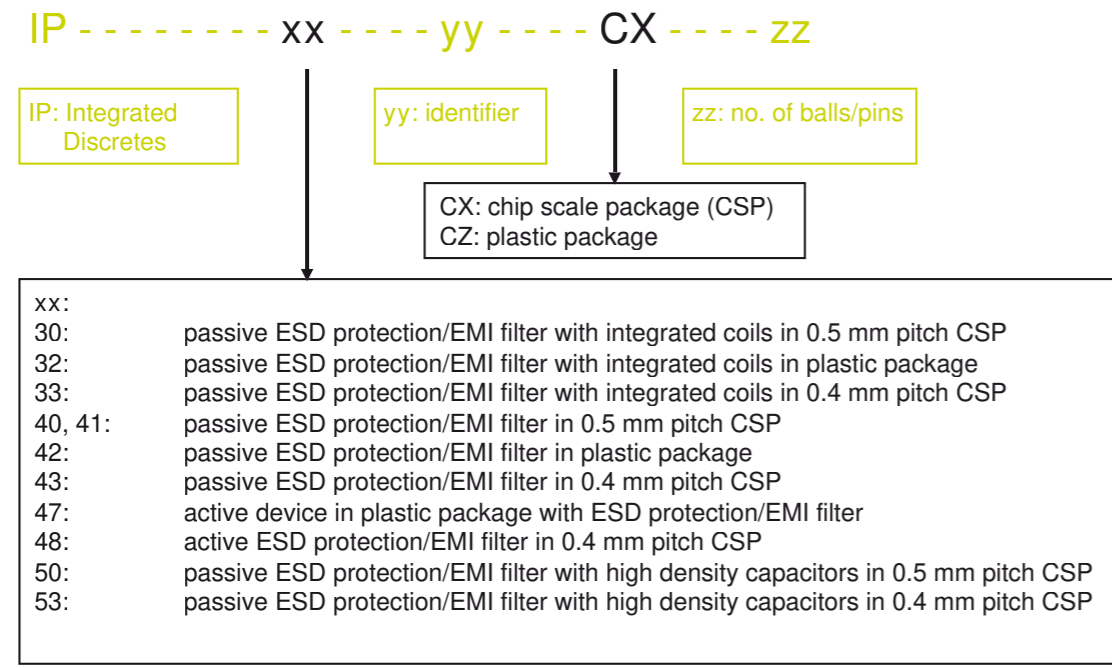 IP - - - - - - - - xx - - - - yy - - - - CX - - - - zz
IP: Integrated
Discretes
yy: identifier
zz: no. of balls/pins
CX: chip scale package (CSP)
CZ: plastic package
xx:
30: passive ESD protection/EMI filter with integrated coils in 0.5 mm pitch CSP
32: passive ESD protection/EMI filter with integrated coils in plastic package
33: passive ESD protection/EMI filter with integrated coils in 0.4 mm pitch CSP
40, 41: passive ESD protection/EMI filter in 0.5 mm pitch CSP
42: passive ESD protection/EMI filter in plastic package
43: passive ESD protection/EMI filter in 0.4 mm pitch CSP
47: active device in plastic package with ESD protection/EMI filter
48: active ESD protection/EMI filter in 0.4 mm pitch CSP
50: passive ESD protection/EMI filter with high density capacitors in 0.5 mm pitch CSP
53: passive ESD protection/EMI filter with high density capacitors in 0.4 mm pitch CSP